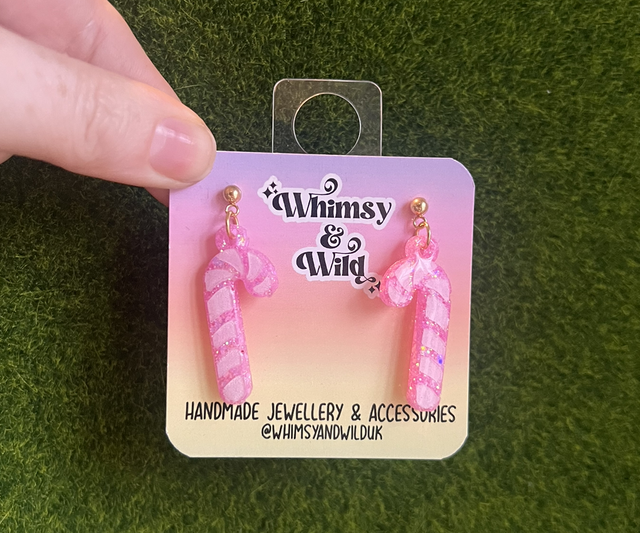 Whimsy
&
Wild
HANDMADE JEWELLERY & ACCESSORIES
@WHIMSYANDWILDUK